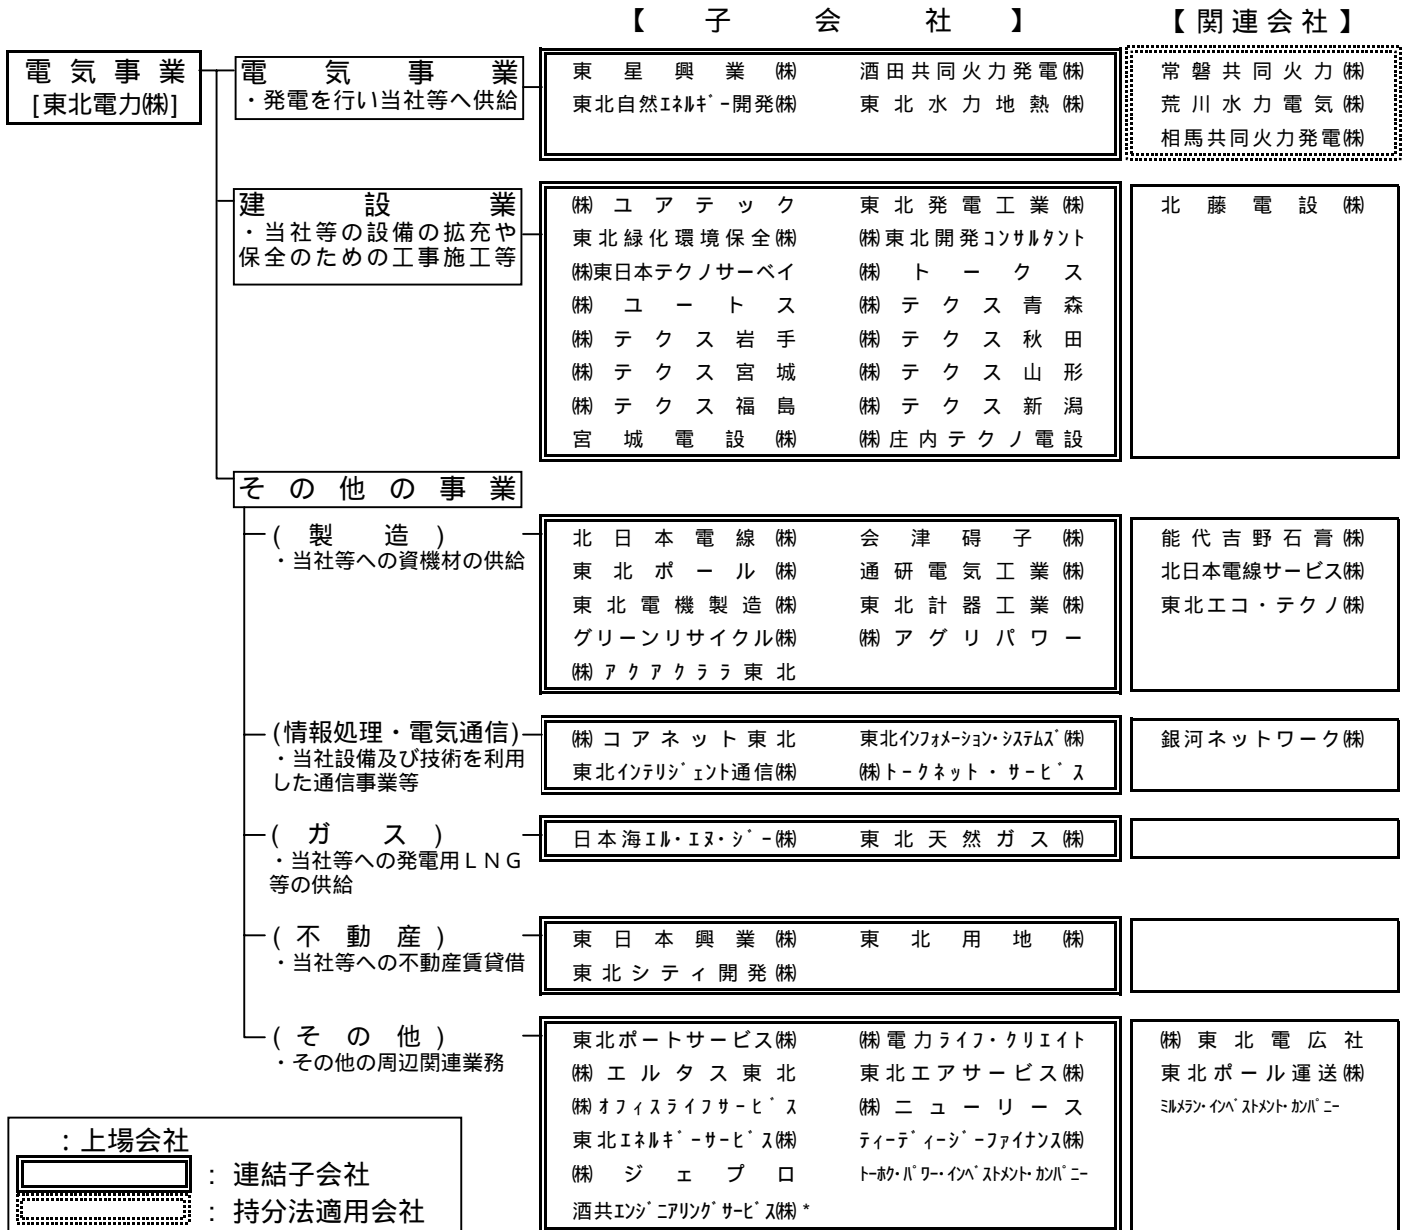 【子会社】 【関連会社】
電気事業
[東北電力㈱]
電気事業
・発電を行い当社等へ供給
東星興業㈱ 酒田共同火力発電㈱
東北自然ｴﾈﾙｷﾞｰ開発㈱ 東北水力地熱㈱
常磐共同火力㈱
荒川水力電気㈱
相馬共同火力発電㈱
建設業
・当社等の設備の拡充や
保全のための工事施工等
㈱ユアテック 東北発電工業㈱
東北緑化環境保全㈱ ㈱東北開発ｺﾝｻﾙﾀﾝﾄ
㈱東日本テクノサーベイ ㈱トークス
㈱ユートス ㈱テクス青森
㈱テクス岩手 ㈱テクス秋田
㈱テクス宮城 ㈱テクス山形
㈱テクス福島 ㈱テクス新潟
宮城電設㈱ ㈱庄内テクノ電設
北藤電設㈱
その他の事業
(製造)
・当社等への資機材の供給
北日本電線㈱ 会津碍子㈱
東北ポール㈱ 通研電気工業㈱
東北電機製造㈱ 東北計器工業㈱
グリーンリサイクル㈱ ㈱アグリパワー
㈱ｱｸｱｸﾗﾗ東北
能代吉野石膏㈱
北日本電線サービス㈱
東北エコ・テクノ㈱
(情報処理・電気通信)
・当社設備及び技術を利用
した通信事業等
㈱コアネット東北 東北ｲﾝﾌｫﾒｰｼｮﾝ･ｼｽﾃﾑｽﾞ㈱
東北ｲﾝﾃﾘｼﾞｪﾝﾄ通信㈱ ㈱ﾄｰｸﾈｯﾄ・ｻｰﾋﾞｽ
銀河ネットワーク㈱
(ガス)
・当社等への発電用ＬＮＧ
等の供給
日本海ｴﾙ･ｴﾇ･ｼﾞｰ㈱ 東北天然ガス㈱
(不動産)
・当社等への不動産賃貸借
東日本興業㈱ 東北用地㈱
東北シティ開発㈱
(その他)
・その他の周辺関連業務
東北ポートサービス㈱ ㈱電力ﾗｲﾌ・ｸﾘｴｲﾄ
㈱エルタス東北 東北エアサービス㈱
㈱ｵﾌｨｽﾗｲﾌｻｰﾋﾞｽ ㈱ニューリース
東北ｴﾈﾙｷﾞｰｻｰﾋﾞｽ㈱ ﾃｨｰﾃﾞｨｰｼﾞｰﾌｧｲﾅﾝｽ㈱
㈱ジェプロ ﾄｰﾎｸ･ﾊﾟﾜｰ･ｲﾝﾍﾞｽﾄﾒﾝﾄ･ｶﾝﾊﾟﾆｰ
酒共ｴﾝｼﾞﾆｱﾘﾝｸﾞｻｰﾋﾞｽ㈱*
㈱東北電広社
東北ポール運送㈱
ﾐﾙﾒﾗﾝ･ｲﾝﾍﾞｽﾄﾒﾝﾄ･ｶﾝﾊﾟﾆｰ
：上場会社
：連結子会社
：持分法適用会社